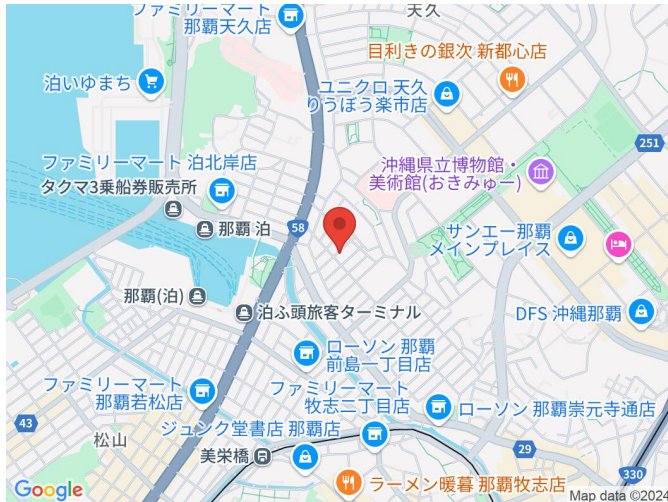 ファミリーマート
那覇天久店
天久
目利きの銀次 新都心店
泊いゆまち
ユニクロ 天久
りうぼう楽市店
251
ファミリーマート 泊北岸店
沖縄県立博物館・
美術館(おきみゅー)
タクマ3乗船券販売所
那覇 泊
58
サンエー那覇
メインプレイス
那覇(泊)
泊ふ頭旅客ターミナル
DFS 沖縄那覇
ローソン 那覇
前島一丁目店
ファミリーマート
那覇若松店
ファミリーマート
牧志二丁目店
ローソン 那覇崇元寺通店
43
松山
ジュンク堂書店 那覇店
29
美栄橋
330
ラーメン暖暮 那覇牧志店
Google
Map data ©2024